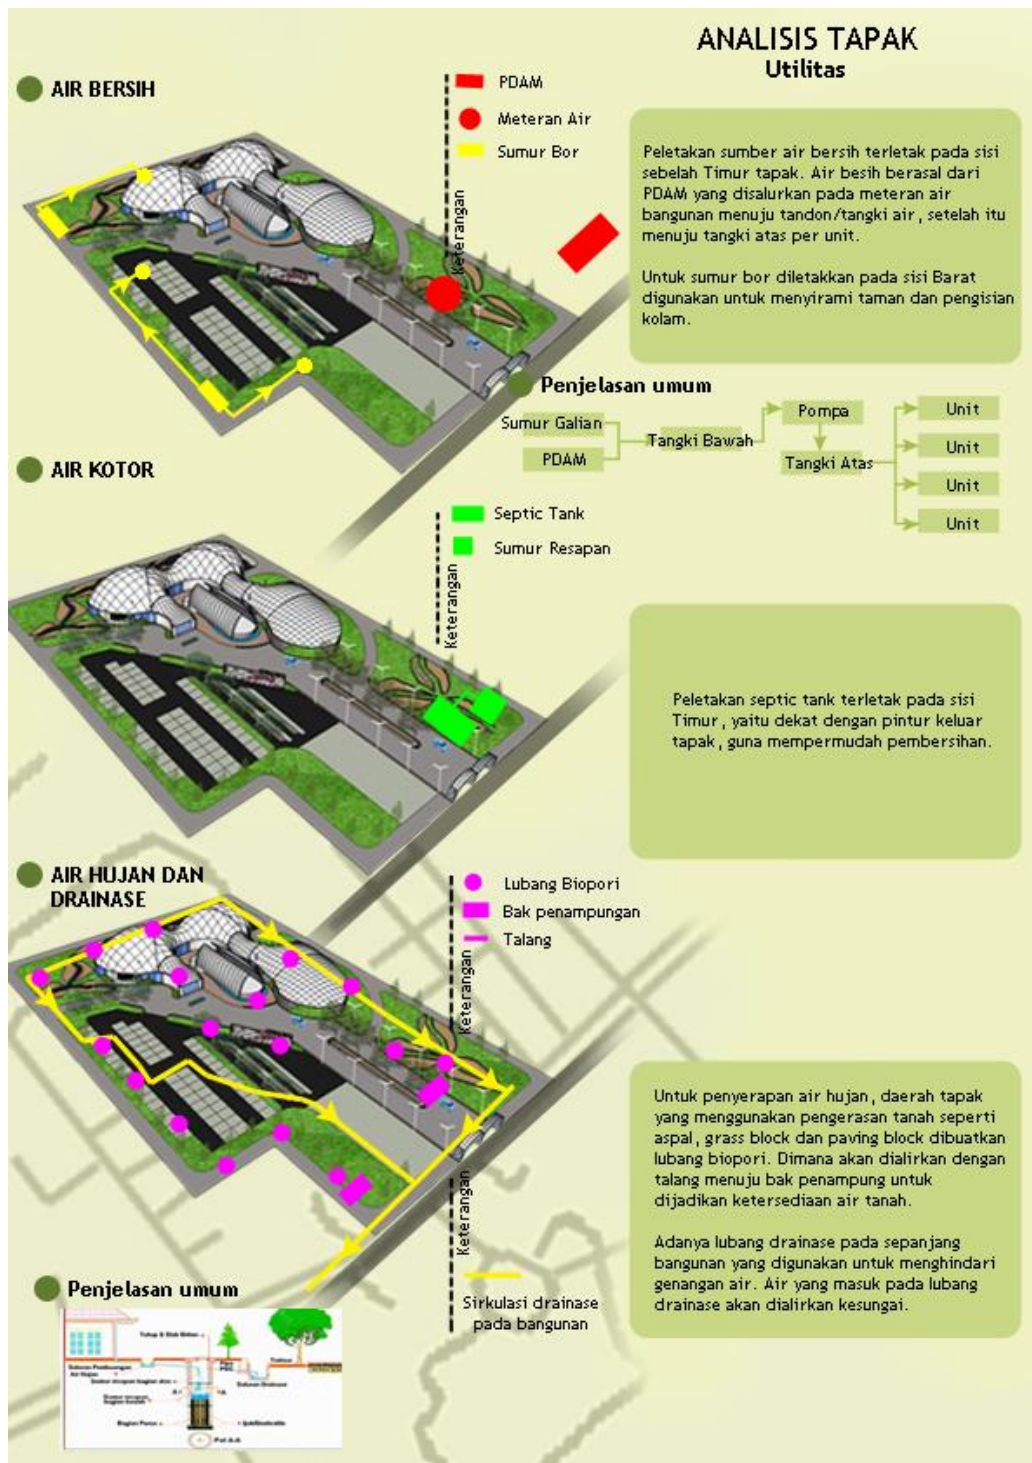 ANALISIS TAPAK
Utilitas
AIR BERSIH
PDAM
Meteran Air
Sumur Bor
Keterangan
Peletakan sumber air bersih terletak pada sisi
sebelah Timur tapak. Air besih berasal dari
PDAM yang disalurkan pada meteran air
bangunan menuju tandon/tangki air, setelah itu
menuju tangki atas per unit.
Untuk sumur bor diletakkan pada sisi Barat
digunakan untuk menyirami taman dan pengisian
kolam.
Penjelasan umum
Sumur Galian
PDAM
Tangki Bawah
Pompa
Tangki Atas
Unit
Unit
Unit
Unit
AIR KOTOR
Septic Tank
Sumur Resapan
Keterangan
Peletakan septic tank terletak pada sisi
Timur, yaitu dekat dengan pintur keluar
tapak, guna mempermudah pembersihan.
AIR HUJAN DAN
DRAINASE
Lubang Biopori
Bak penampungan
Talang
Keterangan
Untuk penyerapan air hujan, daerah tapak
yang menggunakan pengerasan tanah seperti
aspal, grass block dan paving block dibuatkan
lubang biopori. Dimana akan dialirkan dengan
talang menuju bak penampung untuk
dijadikan ketersediaan air tanah.
Adanya lubang drainase pada sepanjang
bangunan yang digunakan untuk menghindari
genangan air. Air yang masuk pada lubang
drainase akan dialirkan kesungai.
Keterangan
Sirkulasi drainase
pada bangunan
Penjelasan umum
Saluran Pembuangan
Air Hujan
Pot A-A